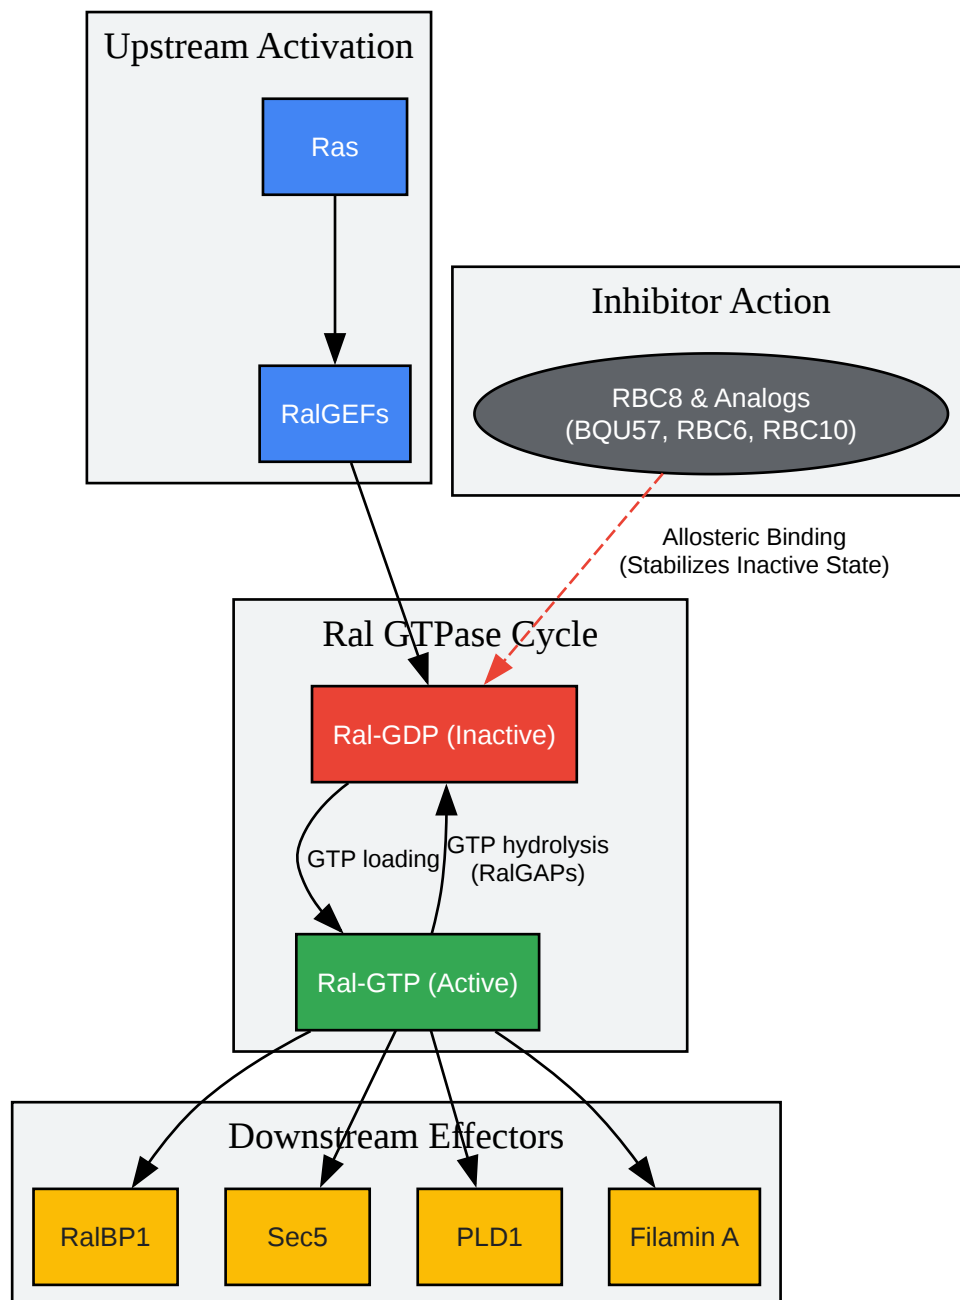 Upstream Activation
Ras
RalGEFs
Inhibitor Action
RBC8 & Analogs
(BQU57, RBC6, RBC10)
Allosteric Binding
(Stabilizes Inactive State)
Ral GTPase Cycle
Ral-GDP (Inactive)
GTP loading
GTP hydrolysis
(RalGAPs)
Ral-GTP (Active)
Downstream Effectors
RalBP1
Sec5
PLD1
Filamin A